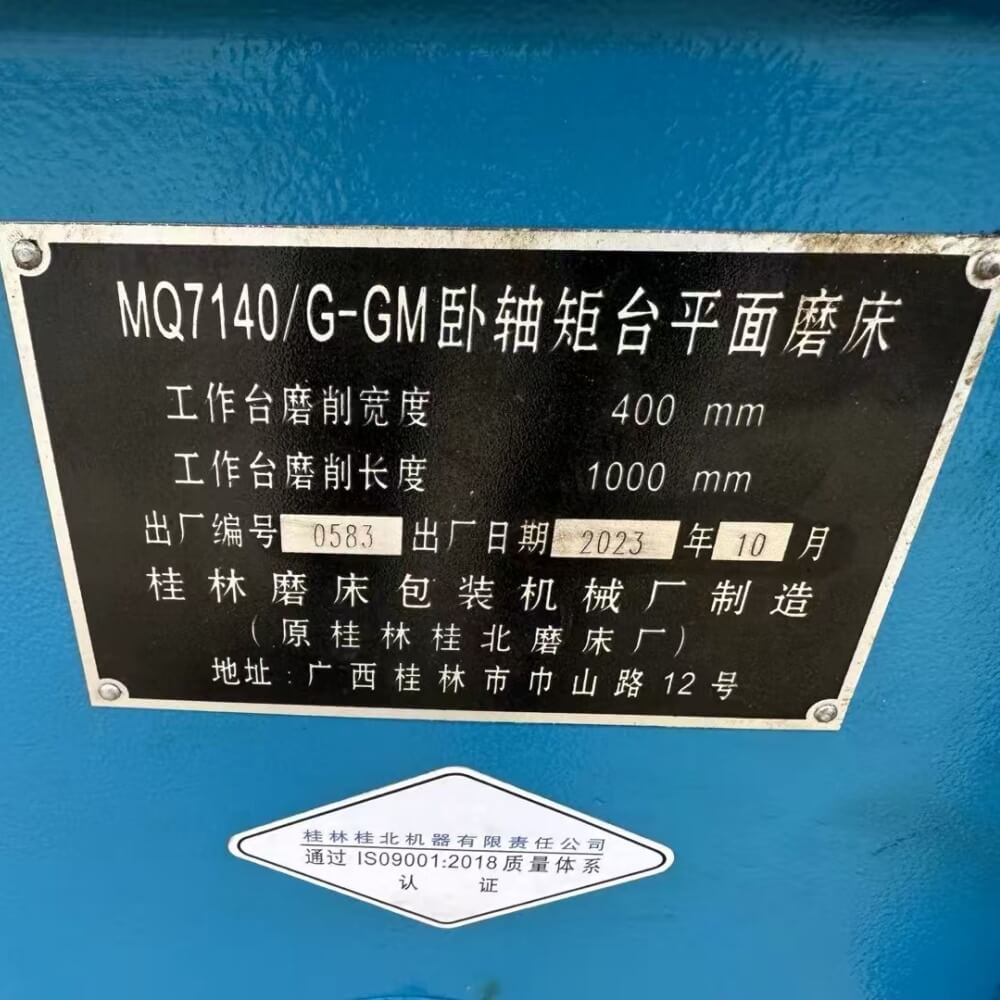 MQ7140/G-GM卧轴矩台平面磨床
工作台磨削宽度 400 mm
工作台磨削长度 1000 mm
出厂编号 0583 出厂日期 2023 年 10 月
桂林磨床包装机械厂制造
(原桂林桂北磨床厂)
地址:广西桂林市巾山路12号
桂林桂北机器有限责任公司
通过 ISO9001:2018质量体系
认 证